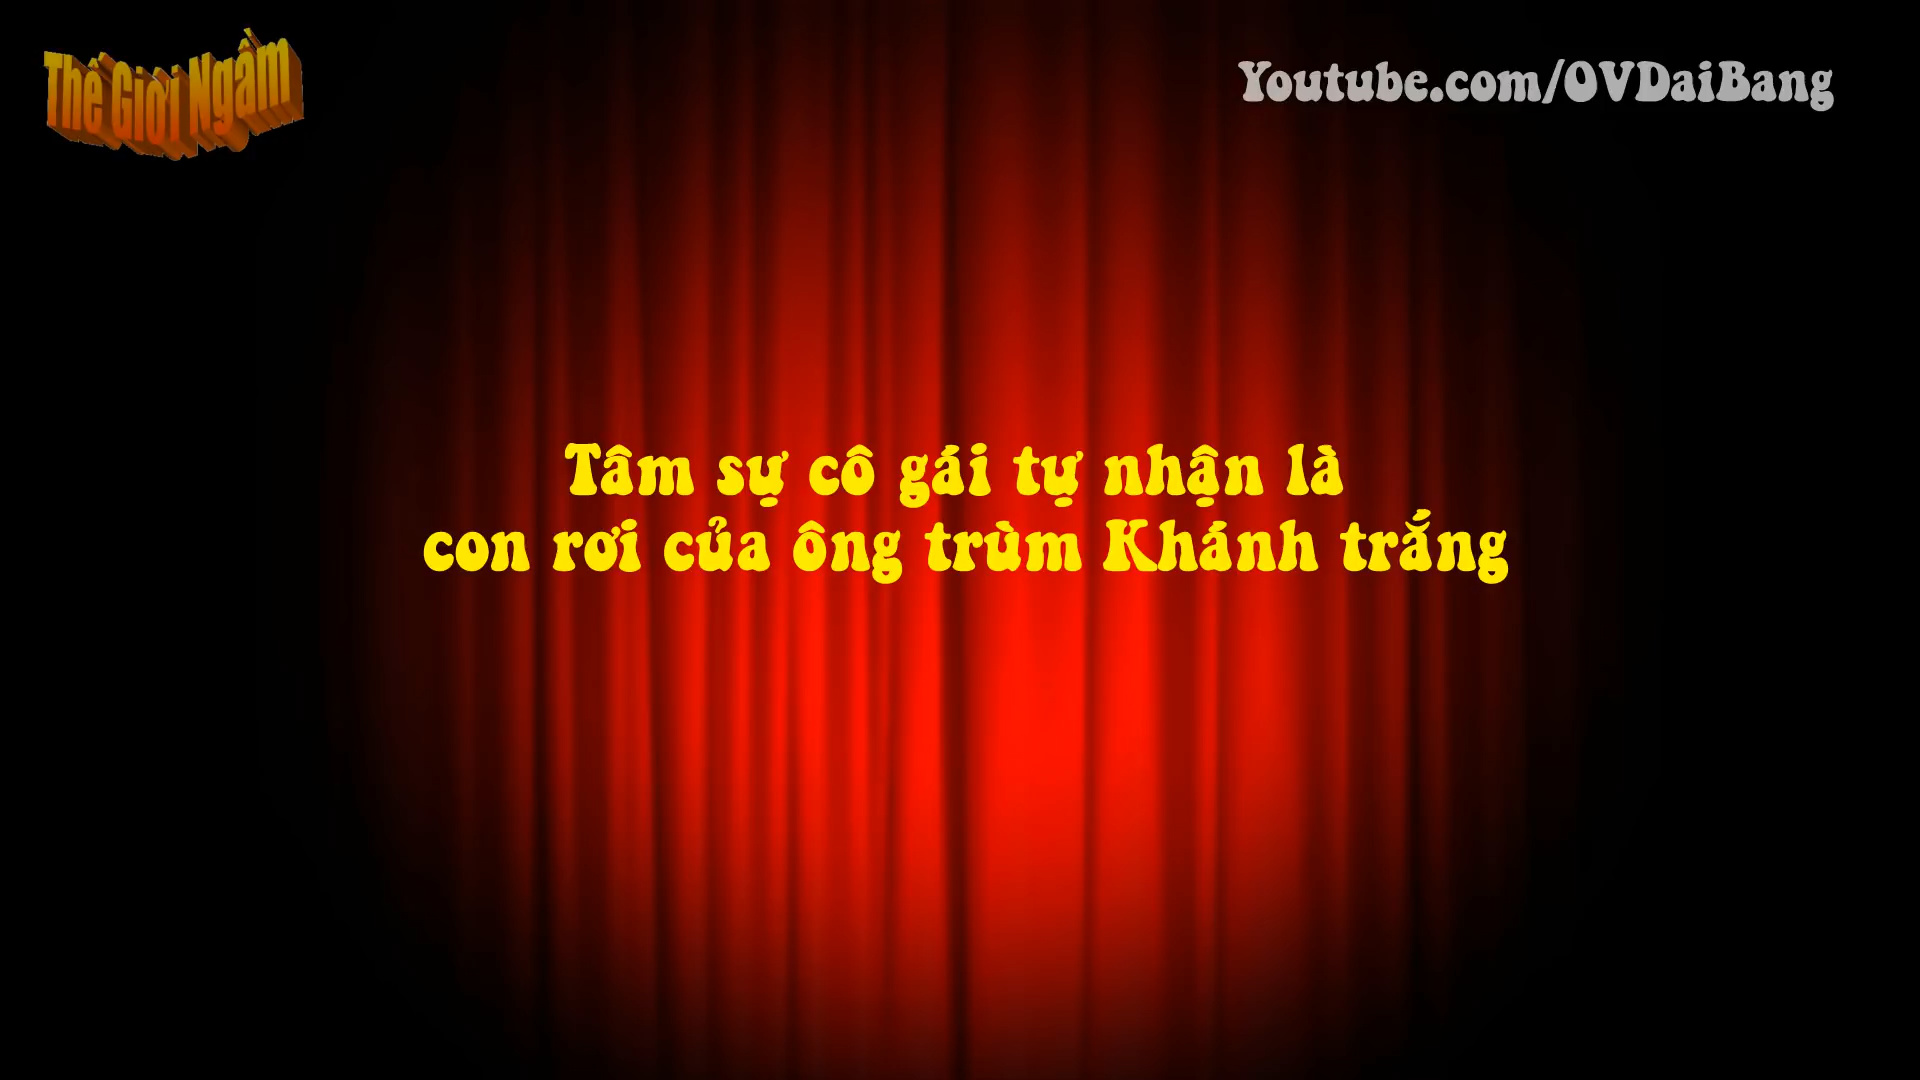 Thế Giới Ngầm
Youtube.com/OVDaiBang
Tâm sự cô gái tự nhận là
con rơi của ông trùm Khánh trắng